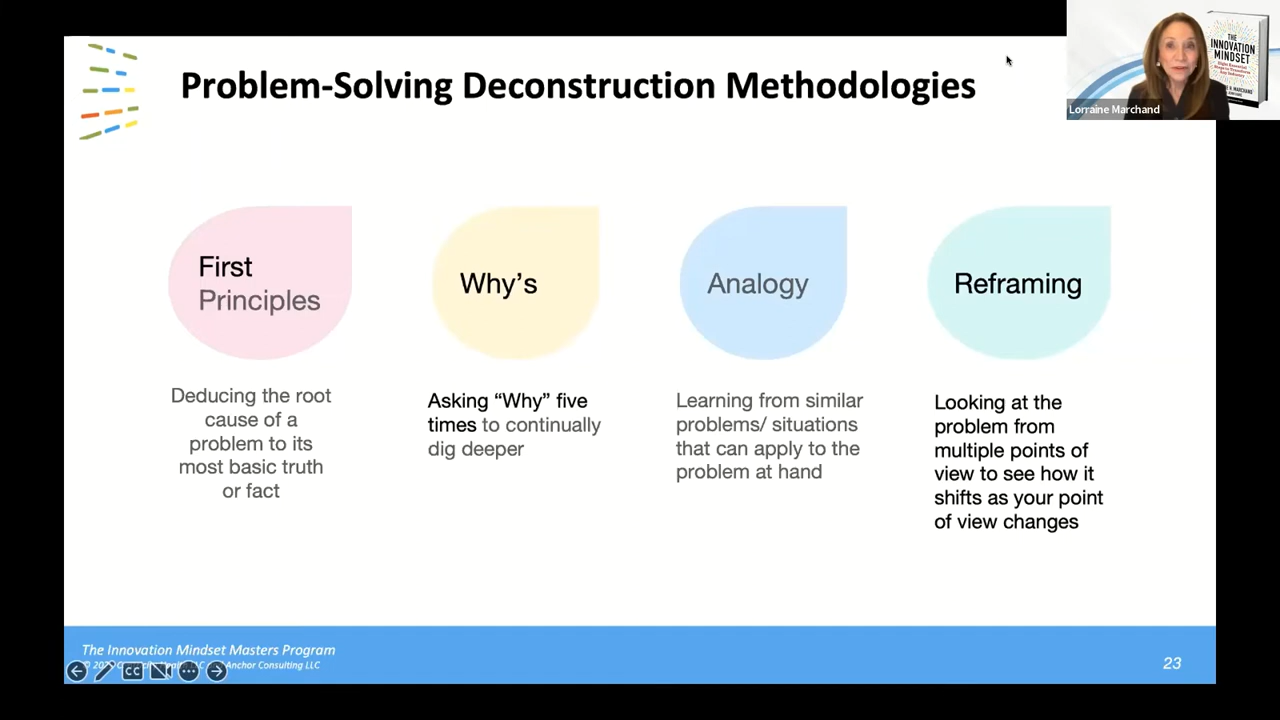 Problem-Solving Deconstruction Methodologies
THE
INNOVATION
MINDSET
Lorraine Marchand
First
Principles
Why's
Analogy
Reframing
Deducing the root
cause of a
problem to its
most basic truth
or fact
Asking “Why” five
times to continually
dig deeper
Learning from similar
problems/ situations
that can apply to the
problem at hand
Looking at the
problem from
multiple points of
view to see how it
shifts as your point
of view changes
The Innovation Mindset Masters Program
Anchor Consulting LLC
CC
23